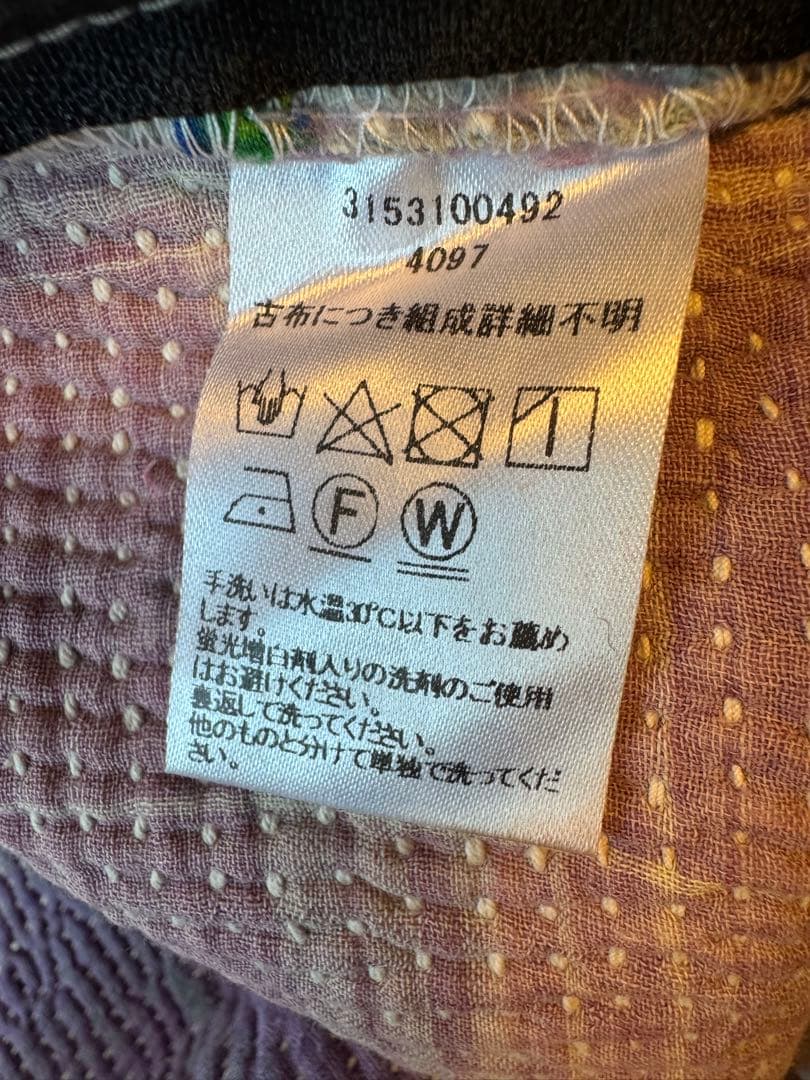 3153100492
4097
古布につき組成詳細不明
F W
手洗いは水温30℃以下をお薦め
します。
蛍光増白剤入りの洗剤のご使用
はお避けください。
裏返して洗ってください。
他のものと分けて単独で洗ってくだ
さい。